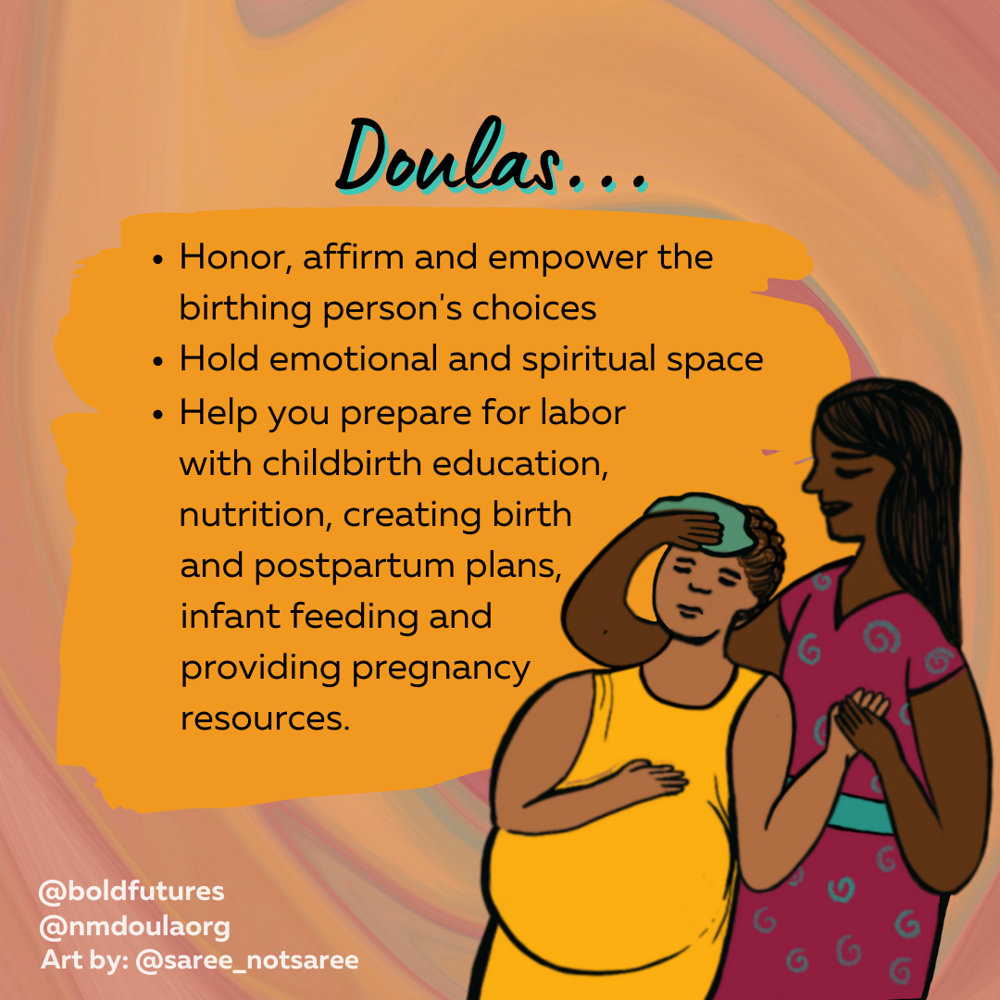 Doulas...
• Honor, affirm and empower the
birthing person's choices
• Hold emotional and spiritual space
• Help you prepare for labor
with childbirth education,
nutrition, creating birth
and postpartum plans,
infant feeding and
providing pregnancy
resources.
@boldfutures
@nmdoulaorg
Art by: @saree_notsaree